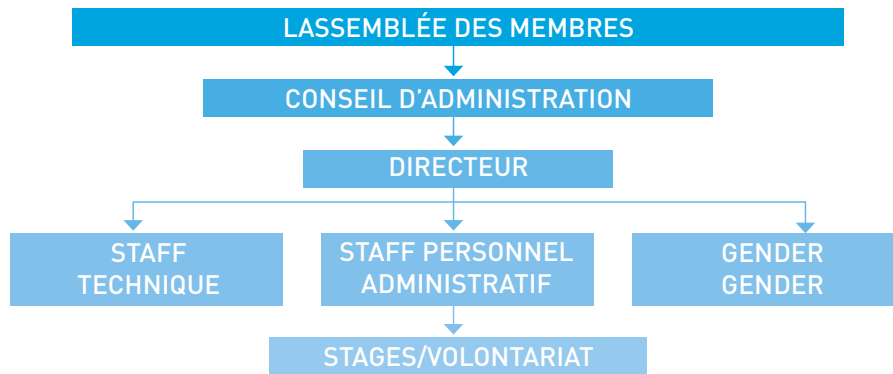 LASSEMBLÉE DES MEMBRES
CONSEIL D'ADMINISTRATION
DIRECTEUR
STAFF
TECHNIQUE
STAFF PERSONNEL
ADMINISTRATIF
GENDER
GENDER
STAGES/VOLONTARIAT